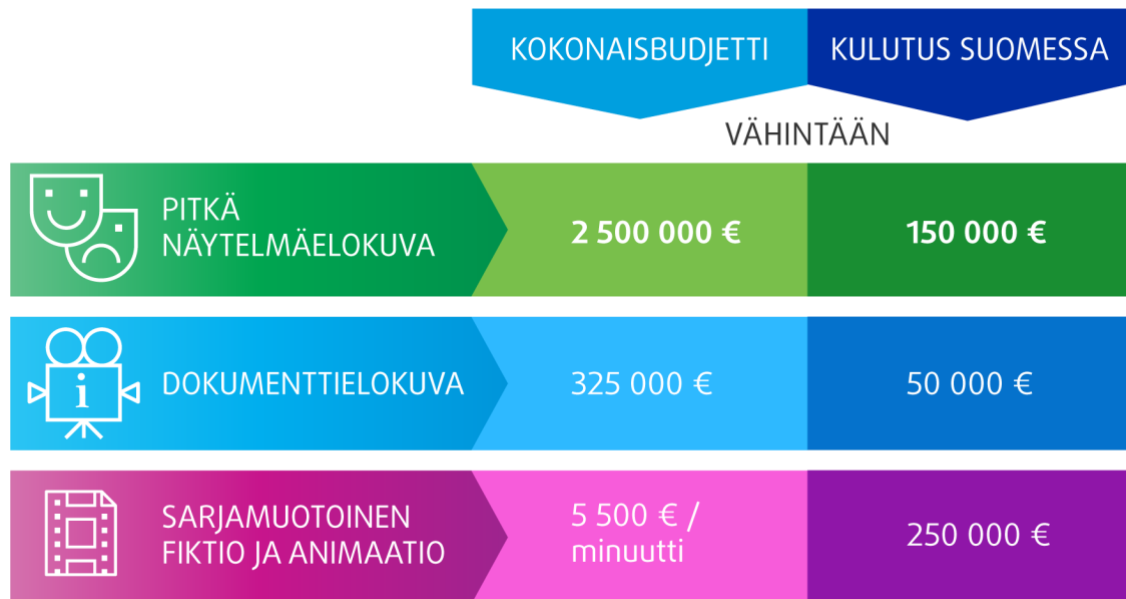 KOKONAISBUDJETTI
KULUTUS SUOMESSA
VÄHINTÄÄN
PITKÄ
NÄYTELMÄELOKUVA
2 500 000 €
150 000 €
i
DOKUMENTTIELOKUVA
325 000 €
50 000 €
SARJAMUOTOINEN
FIKTIO JA ANIMAATIO
5 500 € /
minuutti
250 000 €